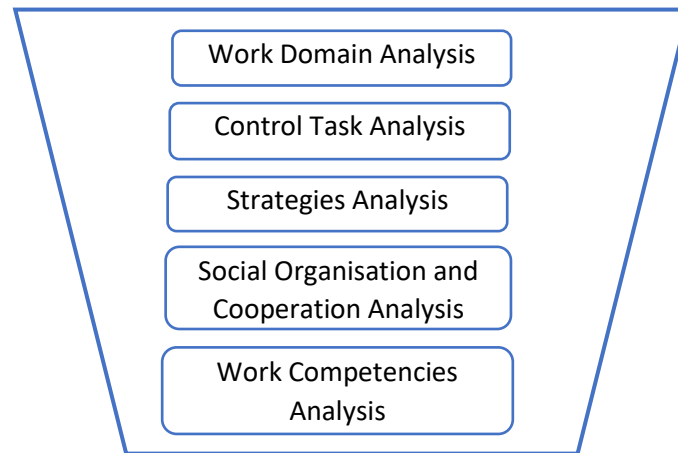 Work Domain Analysis
Control Task Analysis
Strategies Analysis
Social Organisation and
Cooperation Analysis
Work Competencies
Analysis